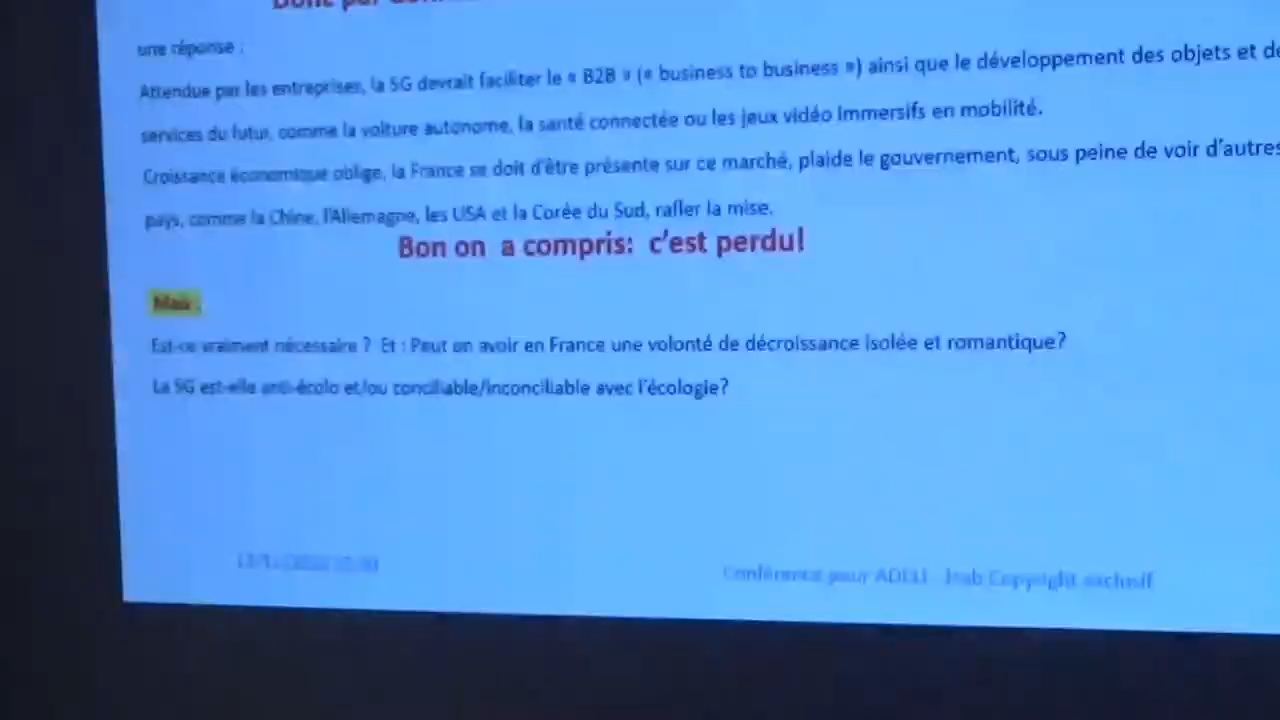 Donc par
une réponse :
Attendue par les entreprises, la 5G devrait faciliter le « B2B » (« business to business ») ainsi que le développement des objets et de
services du futur, comme la voiture autonome, la santé connectée ou les jeux vidéo immersifs en mobilité.
Croissance économique oblige, la France se doit d'être présente sur ce marché, plaide le gouvernement, sous peine de voir d'autres
pays, comme la Chine, l'Allemagne, les USA et la Corée du Sud, rafler la mise.
Bon on a compris: c'est perdu!
Mais :
Est-ce vraiment nécessaire ? Et : Peut on avoir en France une volonté de décroissance isolée et romantique?
La 5G est-elle anti-écolo et/ou conciliable/inconciliable avec l'écologie?
Conférence pour ADELI - Copyright exclusif